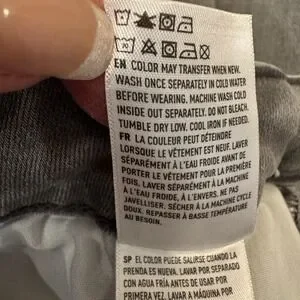 EN COLOR MAY TRANSFER WHEN NEW.
WASH ONCE SEPARATELY IN COLD WATER
BEFORE WEARING. MACHINE WASH COLD
INSIDE OUT SEPARATELY. DO NOT BLEACH.
TUMBLE DRY LOW. COOL IRON IF NEEDED.
FR LA COULEUR PEUT DÉTEINDRE
LORSQUE LE VÊTEMENT EST NEUF. LAVER
SÉPARÉMENT À L'EAU FROIDE AVANT DE
PORTER LE VÊTEMENT POUR LA PREMIÈRE
FOIS. LAVER SÉPARÉMENT À LA MACHINE
À L'EAU FROIDE, À L'ENVERS. NE PAS
JAVELLISER. SÉCHER À LA MACHINE CYCLE
DOUX. REPASSER À BASSE TEMPÉRATURE
AU BESOIN.
SP EL COLOR PUEDE SALIRSE CUANDO LA
PRENDA ES NUEVA. LAVAR POR SEPARADO
CON AGUA FRÍA ANTES DE USAR POR
PRIMERA VEZ. LAVAR A MÁQUINA